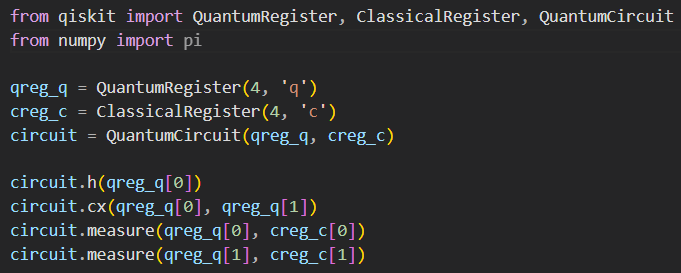 from qiskit import QuantumRegister, ClassicalRegister, QuantumCircuit
from numpy import pi
qreg_q = QuantumRegister(4, 'q')
creg_c = ClassicalRegister(4, 'c')
circuit = QuantumCircuit(qreg_q, creg_c)
circuit.h(qreg_q[0])
circuit.cx(qreg_q[0], qreg_q[1])
circuit.measure(qreg_q[0], creg_c[0])
circuit.measure(qreg_q[1], creg_c[1])